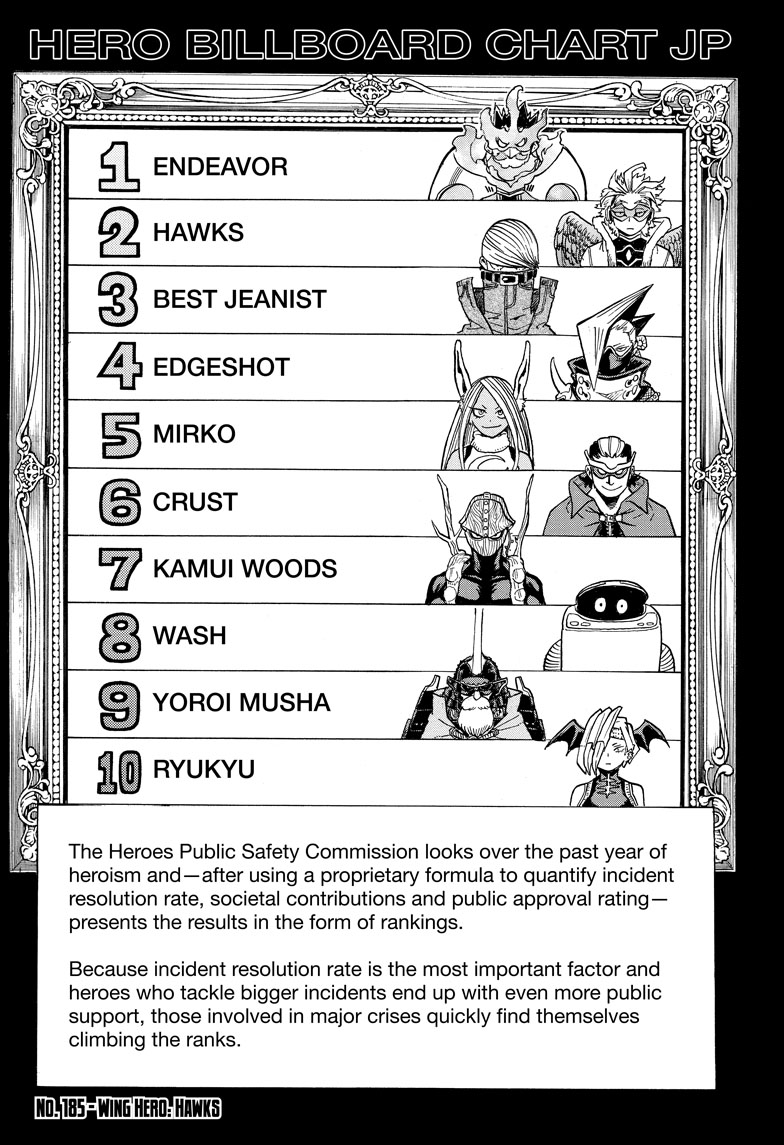 HERO BILLBOARD CHART JP
1 ENDEAVOR
2 HAWKS
3 BEST JEANIST
4 EDGESHOT
5 MIRKO
6 CRUST
7 KAMUI WOODS
8 WASH
9 YOROI MUSHA
10 RYUKYU
The Heroes Public Safety Commission looks over the past year of
heroism and—after using a proprietary formula to quantify incident
resolution rate, societal contributions and public approval rating—
presents the results in the form of rankings.
Because incident resolution rate is the most important factor and
heroes who tackle bigger incidents end up with even more public
support, those involved in major crises quickly find themselves
climbing the ranks.
NO. 185 - WING HERO: HAWKS